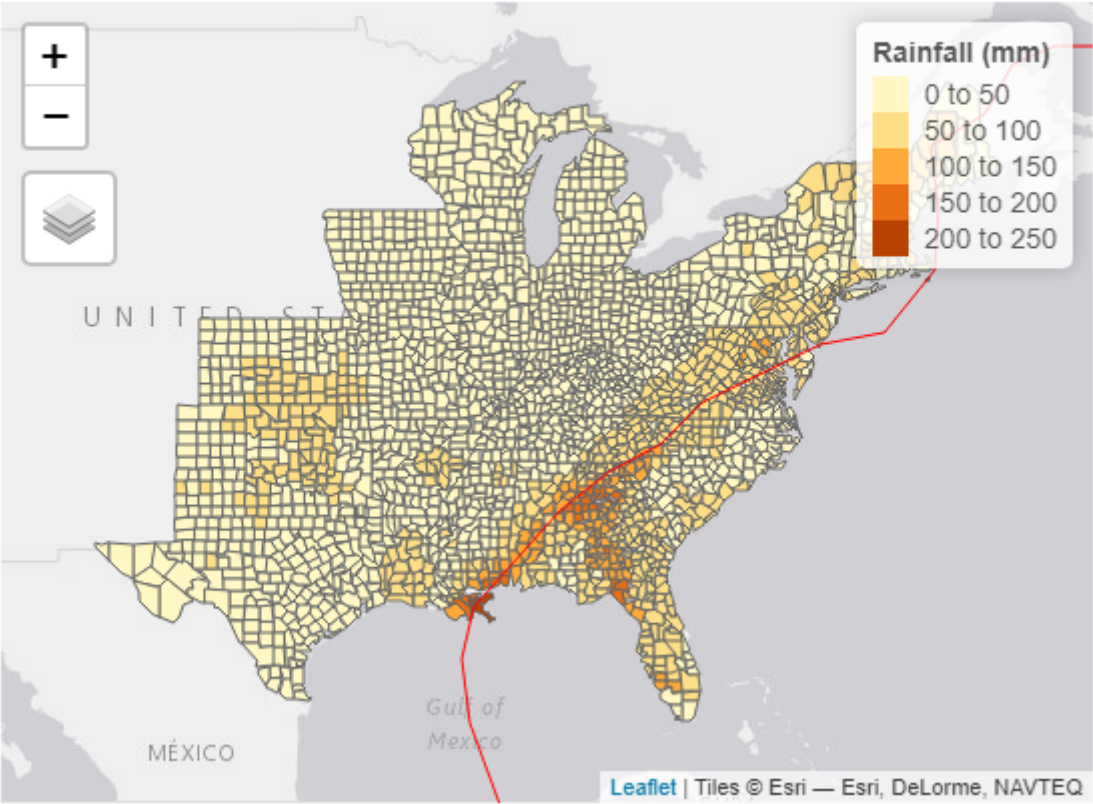 +
−
Rainfall (mm)
0 to 50
50 to 100
100 to 150
150 to 200
200 to 250
UNITED ST
Gulf of
Mexico
MÉXICO
Leaflet | Tiles © Esri — Esri, DeLorme, NAVTEQ